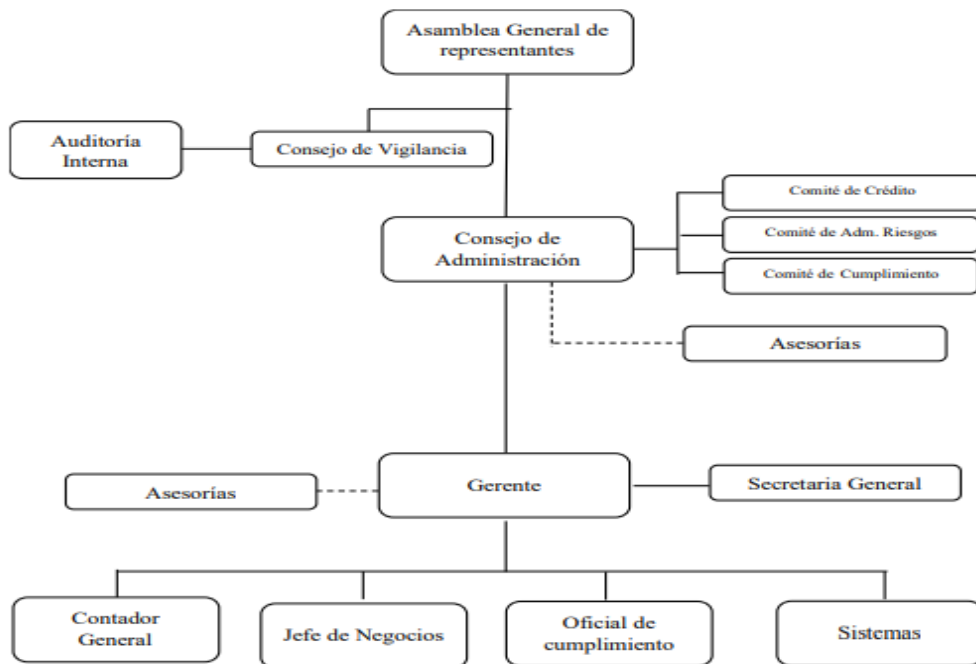 Asamblea General de
representantes
Auditoría
Interna
Consejo de Vigilancia
Comité de Crédito
Consejo de
Administración
Comité de Adm. Riesgos
Comité de Cumplimiento
Asesorías
Asesorías
Gerente
Secretaria General
Contador
General
Jefe de Negocios
Oficial de
cumplimiento
Sistemas